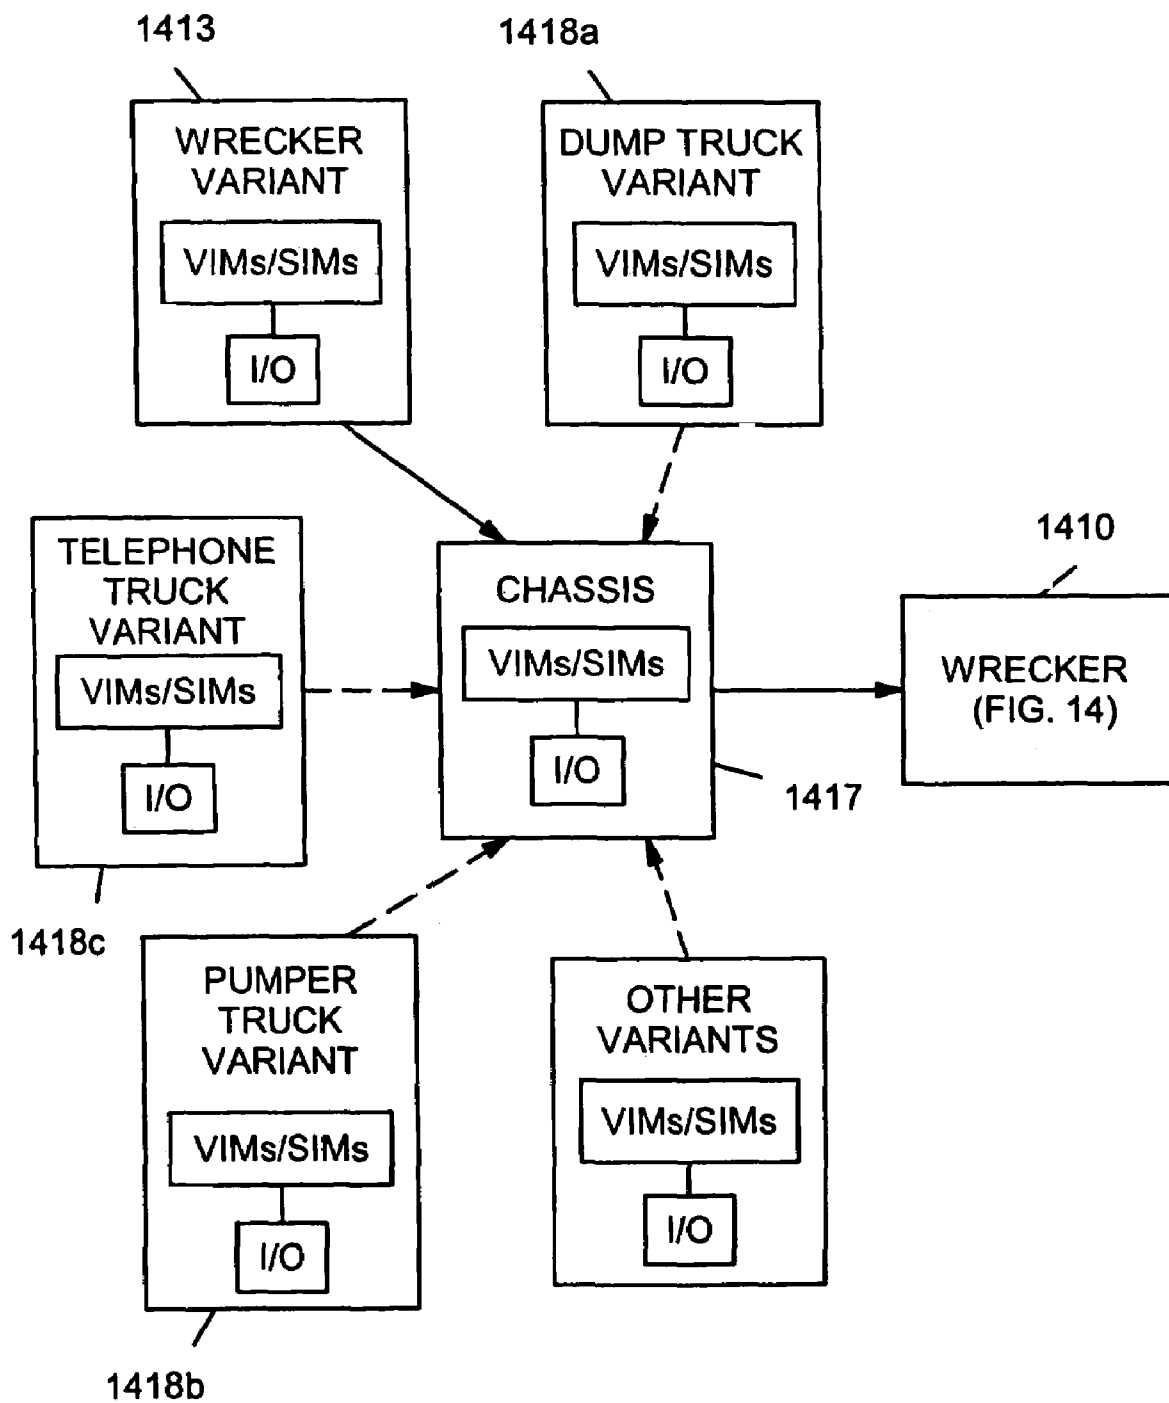 1413
1418a
WRECKER
VARIANT
VIMs/SIMs
I/O
DUMP TRUCK
VARIANT
VIMs/SIMs
I/O
TELEPHONE
TRUCK
VARIANT
VIMs/SIMs
I/O
1418c
CHASSIS
VIMs/SIMs
I/O
1417
1410
WRECKER
(FIG. 14)
PUMPER
TRUCK
VARIANT
VIMs/SIMs
I/O
1418b
OTHER
VARIANTS
VIMs/SIMs
I/O